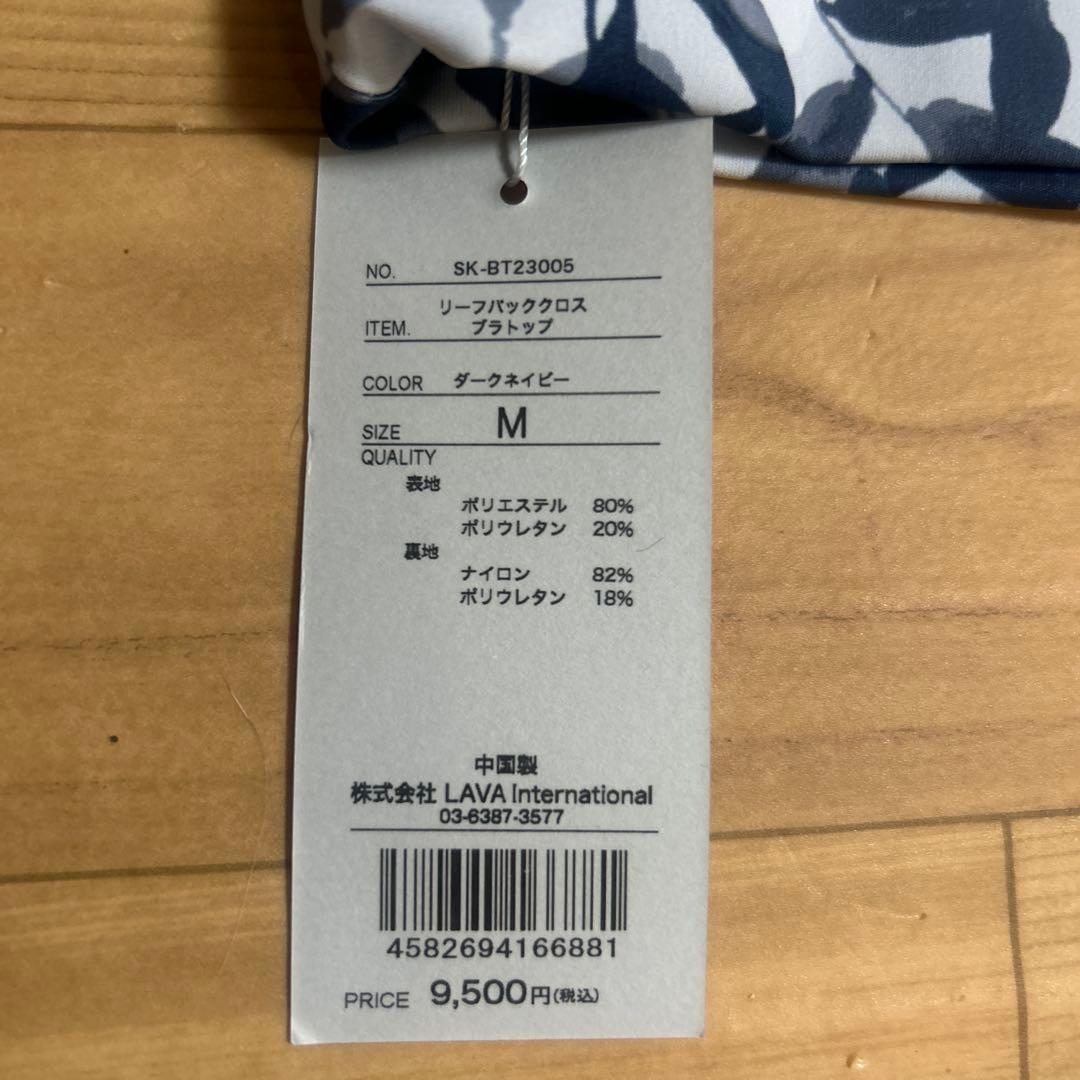 NO. SK-BT23005
リーフバッククロス
ITEM. ブラトップ
COLOR ダークネイビー
SIZE M
QUALITY
表地
ポリエステル 80%
ポリウレタン 20%
裏地
ナイロン 82%
ポリウレタン 18%
中国製
株式会社 LAVA International
03-6387-3577
4582694166881
PRICE 9,500円(税込)